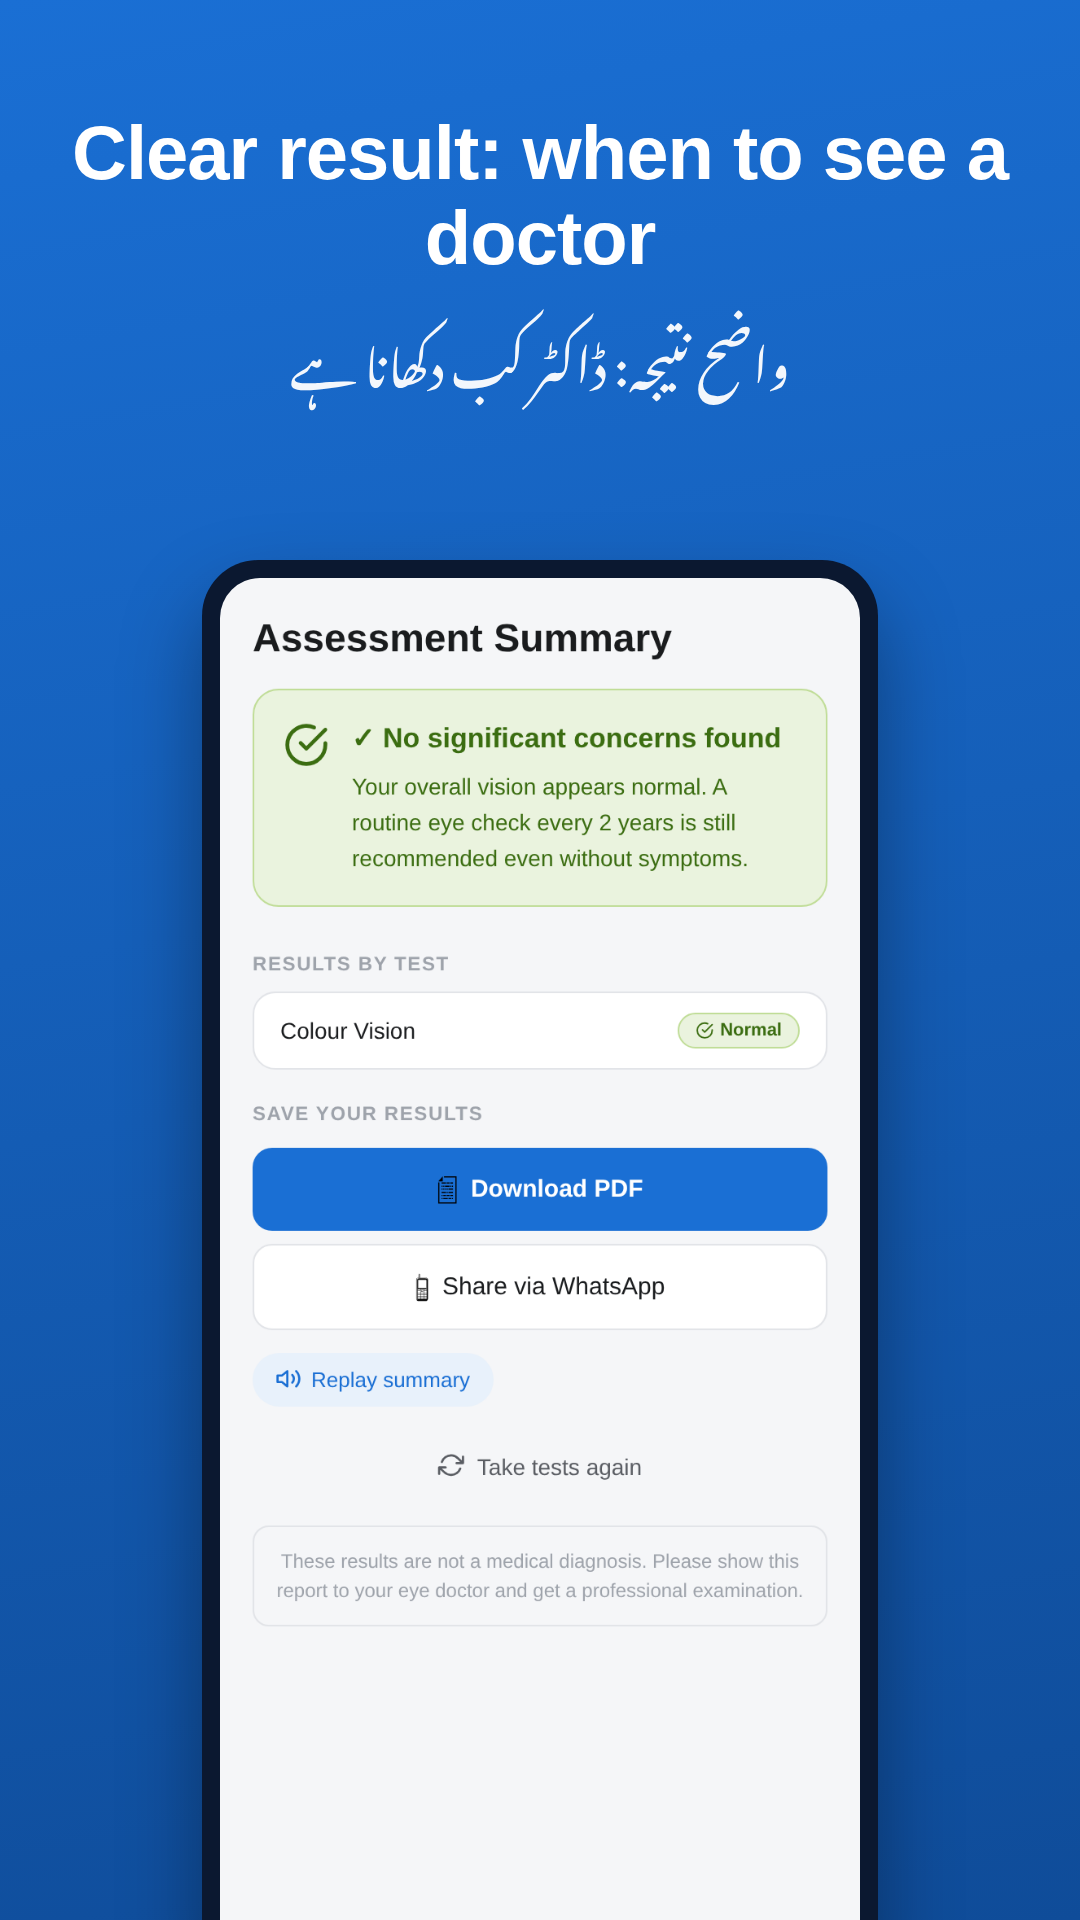 Clear result: when to see a
doctor
واضح نتیجہ: ڈاکٹر کب دکھانا ہے
Assessment Summary
✓ No significant concerns found
Your overall vision appears normal. A
routine eye check every 2 years is still
recommended even without symptoms.
RESULTS BY TEST
Colour Vision
Normal
SAVE YOUR RESULTS
Download PDF
Share via WhatsApp
Replay summary
Take tests again
These results are not a medical diagnosis. Please show this
report to your eye doctor and get a professional examination.